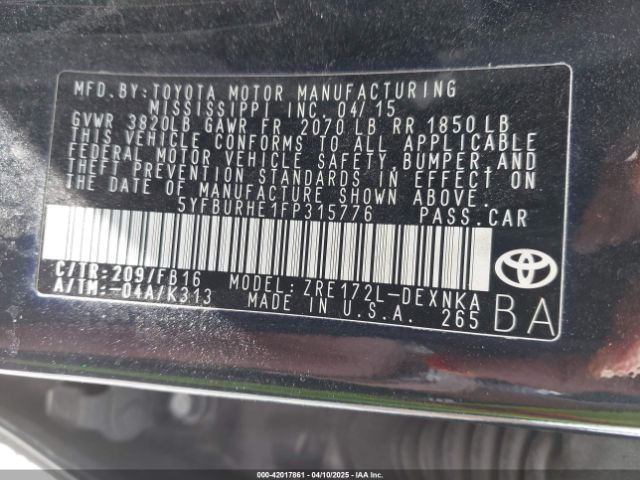 MFD. BY: TOYOTA MOTOR MANUFACTURING
MISSISSIPPI INC. 04/15
GVWR 3820LB GAWR FR 2070 LB RR 1850 LB
THIS VEHICLE CONFORMS TO ALL APPLICABLE
FEDERAL MOTOR VEHICLE SAFETY, BUMPER, AND
THEFT PREVENTION STANDARDS IN EFFECT ON
THE DATE OF MANUFACTURE SHOWN ABOVE.
5YFBURHE1FP315776 PASS.CAR
C/TR:209/FB16 MODEL: ZRE172L-DEXNKA
A/TM:-04A/K313 MADE IN U.S.A. 265
BA
000-42017861 - 04/10/2025 - IAAI.COM